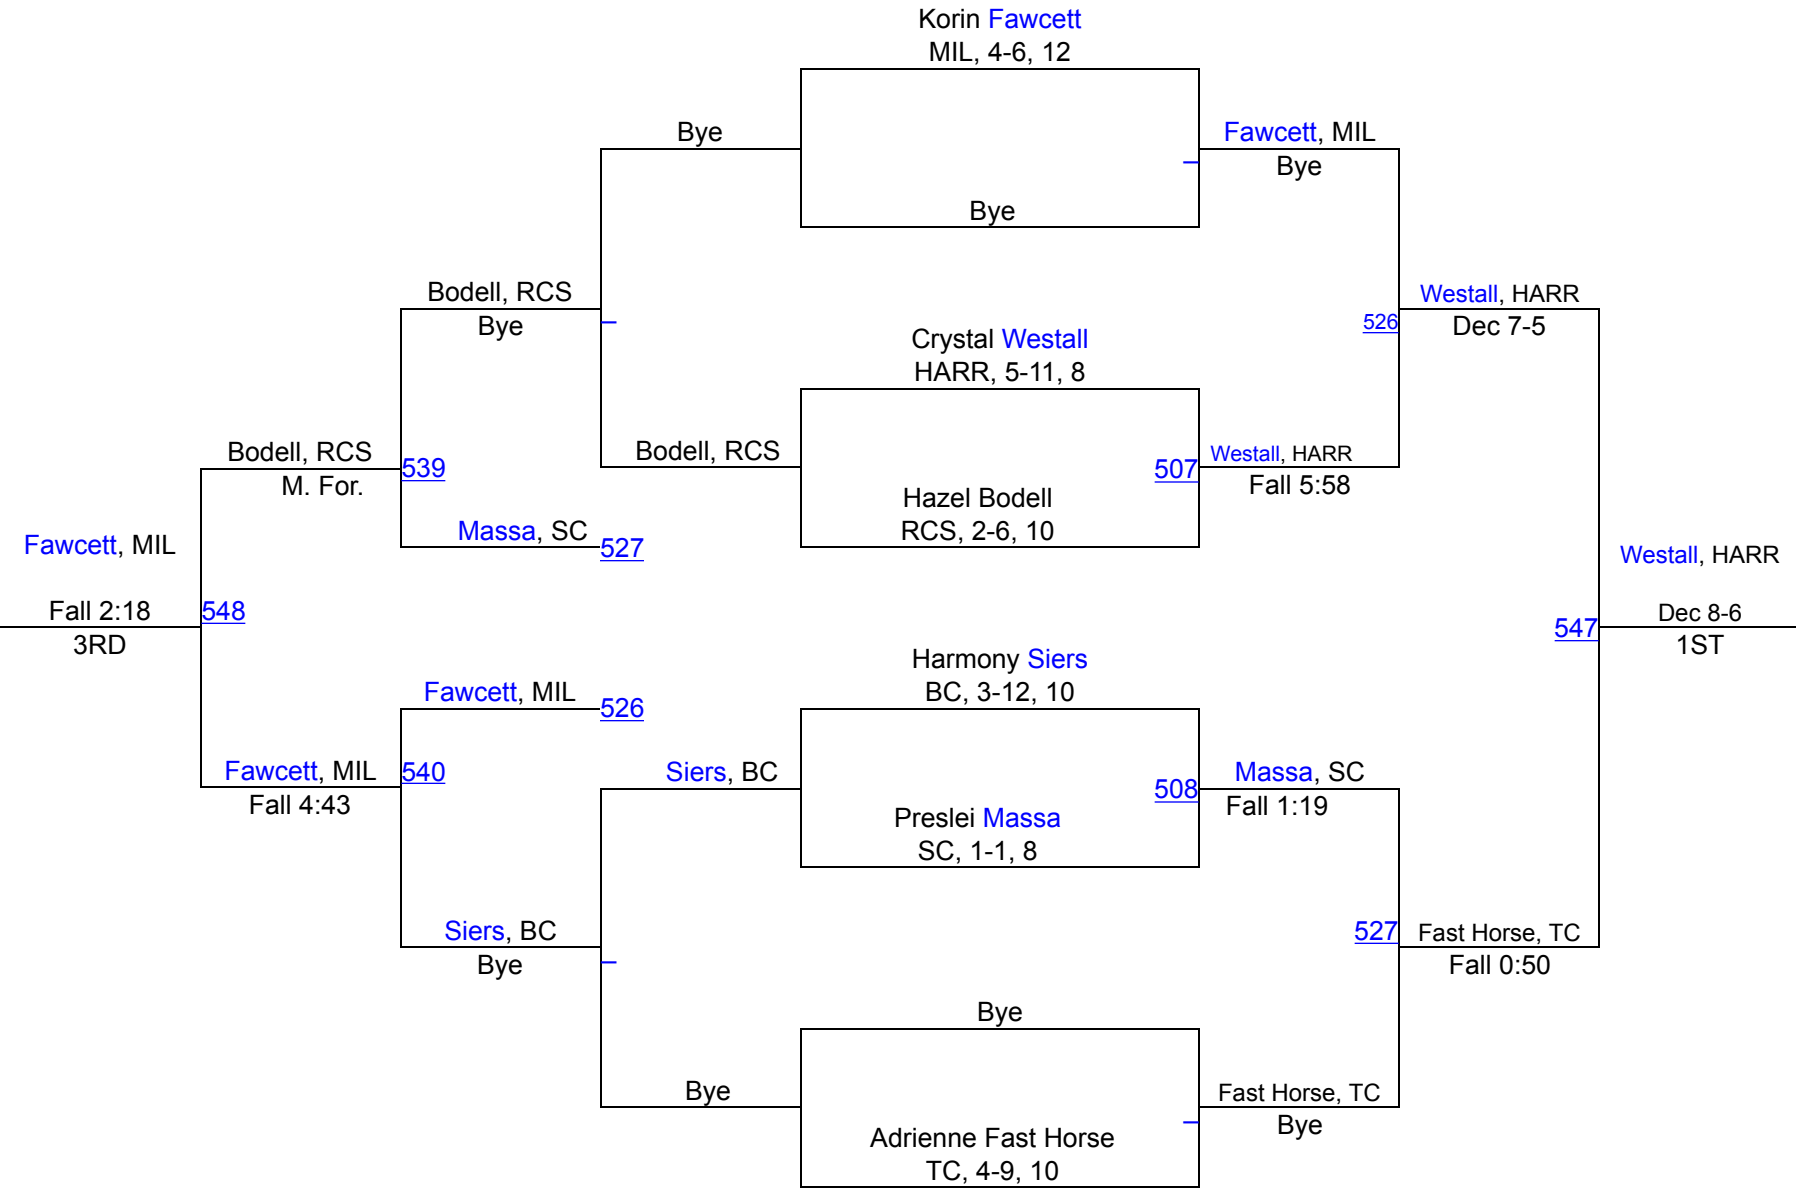 Korin Fawcett
MIL, 4-6, 12
Bye
Fawcett, MIL
Bye
Bye
Bodell, RCS
Bye
Westall, HARR
526
Dec 7-5
Crystal Westall
HARR, 5-11, 8
Bodell, RCS
M. For.
539
Bodell, RCS
507
Westall, HARR
Fall 5:58
Hazel Bodell
RCS, 2-6, 10
Massa, SC
527
Fawcett, MIL
Fall 2:18
3RD
548
Westall, HARR
547
Dec 8-6
1ST
Harmony Siers
BC, 3-12, 10
Fawcett, MIL
526
Fawcett, MIL
Fall 4:43
540
Siers, BC
508
Massa, SC
Fall 1:19
Preslei Massa
SC, 1-1, 8
Siers, BC
Bye
527
Fast Horse, TC
Fall 0:50
Bye
Bye
Fast Horse, TC
Bye
Adrienne Fast Horse
TC, 4-9, 10